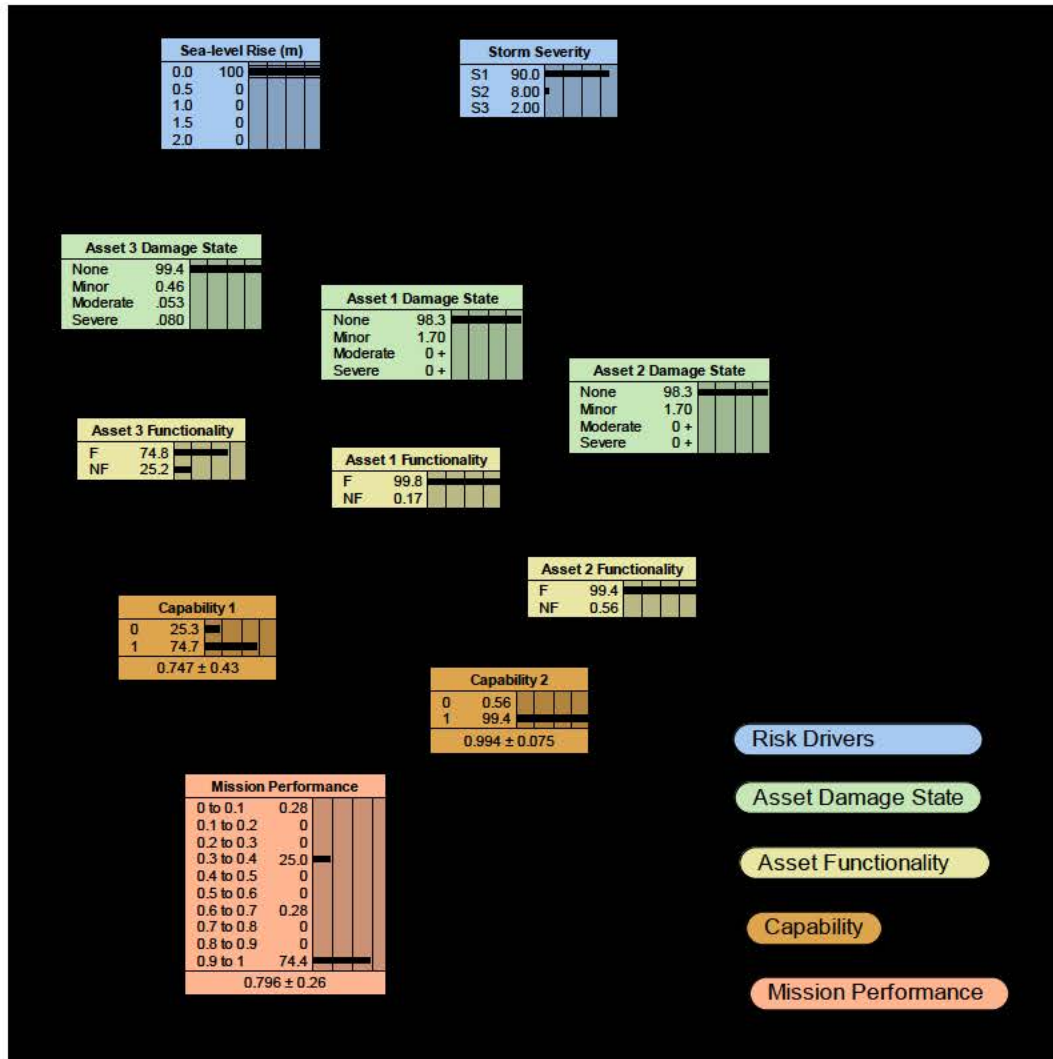 Sea-level Rise (m)
0.0 100
0.5 0
1.0 0
1.5 0
2.0 0
Storm Severity
S1 90.0
S2 8.00
S3 2.00
Asset 3 Damage State
None 99.4
Minor 0.46
Moderate .053
Severe .080
Asset 1 Damage State
None 98.3
Minor 1.70
Moderate 0 +
Severe 0 +
Asset 2 Damage State
None 98.3
Minor 1.70
Moderate 0 +
Severe 0 +
Asset 3 Functionality
F 74.8
NF 25.2
Asset 1 Functionality
F 99.8
NF 0.17
Asset 2 Functionality
F 99.4
NF 0.56
Capability 1
0 25.3
1 74.7
0.747 ± 0.43
Capability 2
0 0.56
1 99.4
0.994 ± 0.075
Mission Performance
0 to 0.1 0.28
0.1 to 0.2 0
0.2 to 0.3 0
0.3 to 0.4 25.0
0.4 to 0.5 0
0.5 to 0.6 0
0.6 to 0.7 0.28
0.7 to 0.8 0
0.8 to 0.9 0
0.9 to 1 74.4
0.796 ± 0.26
Risk Drivers
Asset Damage State
Asset Functionality
Capability
Mission Performance